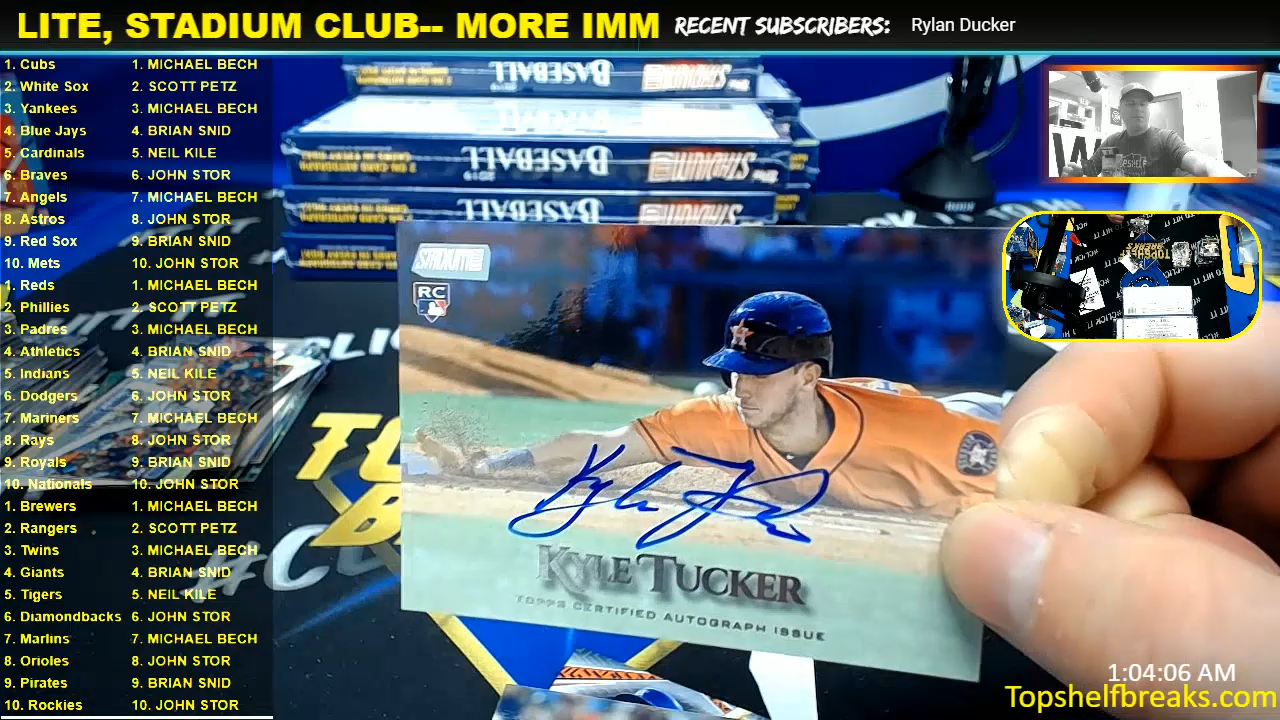 LITE, STADIUM CLUB-- MORE IMM
RECENT SUBSCRIBERS: Rylan Ducker
1. Cubs 1. MICHAEL BECH
2. White Sox 2. SCOTT PETZ
3. Yankees 3. MICHAEL BECH
4. Blue Jays 4. BRIAN SNID
5. Cardinals 5. NEIL KILE
6. Braves 6. JOHN STOR
7. Angels 7. MICHAEL BECH
8. Astros 8. JOHN STOR
9. Red Sox 9. BRIAN SNID
10. Mets 10. JOHN STOR
1. Reds 1. MICHAEL BECH
2. Phillies 2. SCOTT PETZ
3. Padres 3. MICHAEL BECH
4. Athletics 4. BRIAN SNID
5. Indians 5. NEIL KILE
6. Dodgers 6. JOHN STOR
7. Mariners 7. MICHAEL BECH
8. Rays 8. JOHN STOR
9. Royals 9. BRIAN SNID
10. Nationals 10. JOHN STOR
1. Brewers 1. MICHAEL BECH
2. Rangers 2. SCOTT PETZ
3. Twins 3. MICHAEL BECH
4. Giants 4. BRIAN SNID
5. Tigers 5. NEIL KILE
6. Diamondbacks 6. JOHN STOR
7. Marlins 7. MICHAEL BECH
8. Orioles 8. JOHN STOR
9. Pirates 9. BRIAN SNID
10. Rockies 10. JOHN STOR
BASEBALL STADIUM
BASEBALL STADIUM
2019
BASEBALL STADIUM
STADIUM
RC
Kyle Tucker
KYLE TUCKER
TOPPS CERTIFIED AUTOGRAPH ISSUE
1:04:06 AM
Topshelfbreaks.com